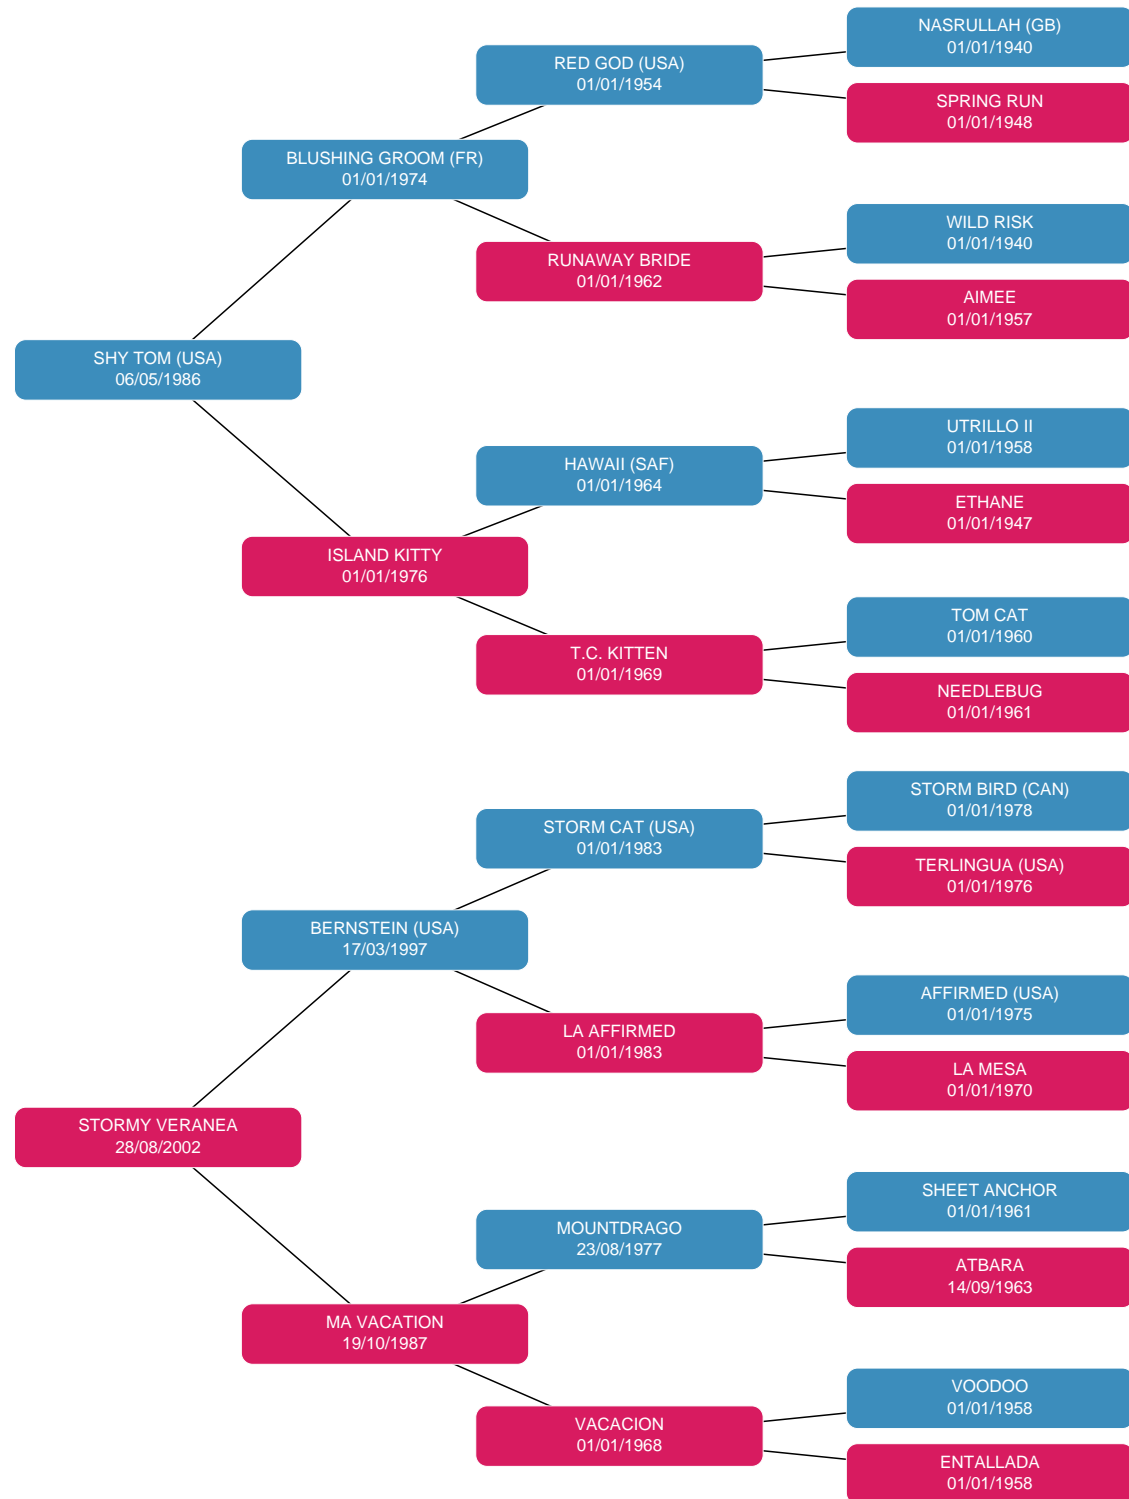 NASRULLAH (GB)
01/01/1940
RED GOD (USA)
01/01/1954
SPRING RUN
01/01/1948
BLUSHING GROOM (FR)
01/01/1974
WILD RISK
01/01/1940
RUNAWAY BRIDE
01/01/1962
AIMEE
01/01/1957
SHY TOM (USA)
06/05/1986
UTRILLO II
01/01/1958
HAWAII (SAF)
01/01/1964
ETHANE
01/01/1947
ISLAND KITTY
01/01/1976
TOM CAT
01/01/1960
T.C. KITTEN
01/01/1969
NEEDLEBUG
01/01/1961
STORM BIRD (CAN)
01/01/1978
STORM CAT (USA)
01/01/1983
TERLINGUA (USA)
01/01/1976
BERNSTEIN (USA)
17/03/1997
AFFIRMED (USA)
01/01/1975
LA AFFIRMED
01/01/1983
LA MESA
01/01/1970
STORMY VERANEA
28/08/2002
SHEET ANCHOR
01/01/1961
MOUNTDRAGO
23/08/1977
ATBARA
14/09/1963
MA VACATION
19/10/1987
VOODOO
01/01/1958
VACACION
01/01/1968
ENTALLADA
01/01/1958